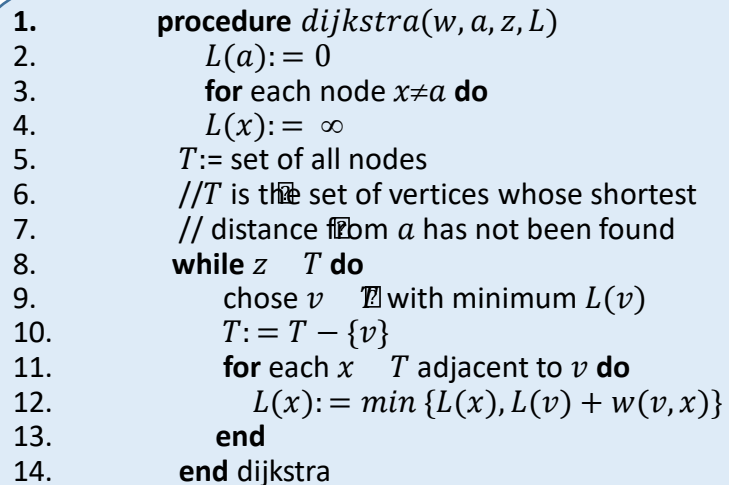 1. procedure dijkstra(w, a, z, L)
2. L(a): = 0
3. for each node x≠a do
4. L(x): = ∞
5. T:= set of all nodes
6. //T is the set of vertices whose shortest
7. // distance from a has not been found
8. while z T do
9. chose v T with minimum L(v)
10. T: = T − {v}
11. for each x T adjacent to v do
12. L(x): = min {L(x), L(v) + w(v, x)}
13. end
14. end dijkstra